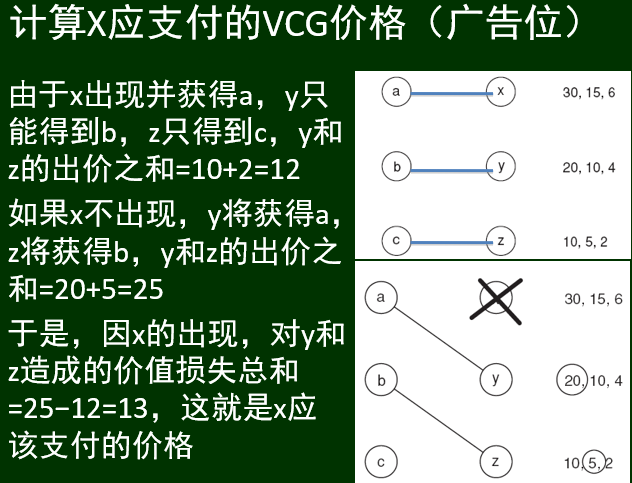 计算X应支付的VCG价格（广告位）
由于x出现并获得a，y只
能得到b，z只得到c，y和
z的出价之和=10+2=12
如果x不出现，y将获得a，
z将获得b，y和z的出价之
和=20+5=25
于是，因x的出现，对y和
z造成的价值损失总和
=25−12=13，这就是x应
该支付的价格
a x 30, 15, 6
b y 20, 10, 4
c z 10, 5, 2
a 30, 15, 6
b y 20, 10, 4
c z 10, 5, 2